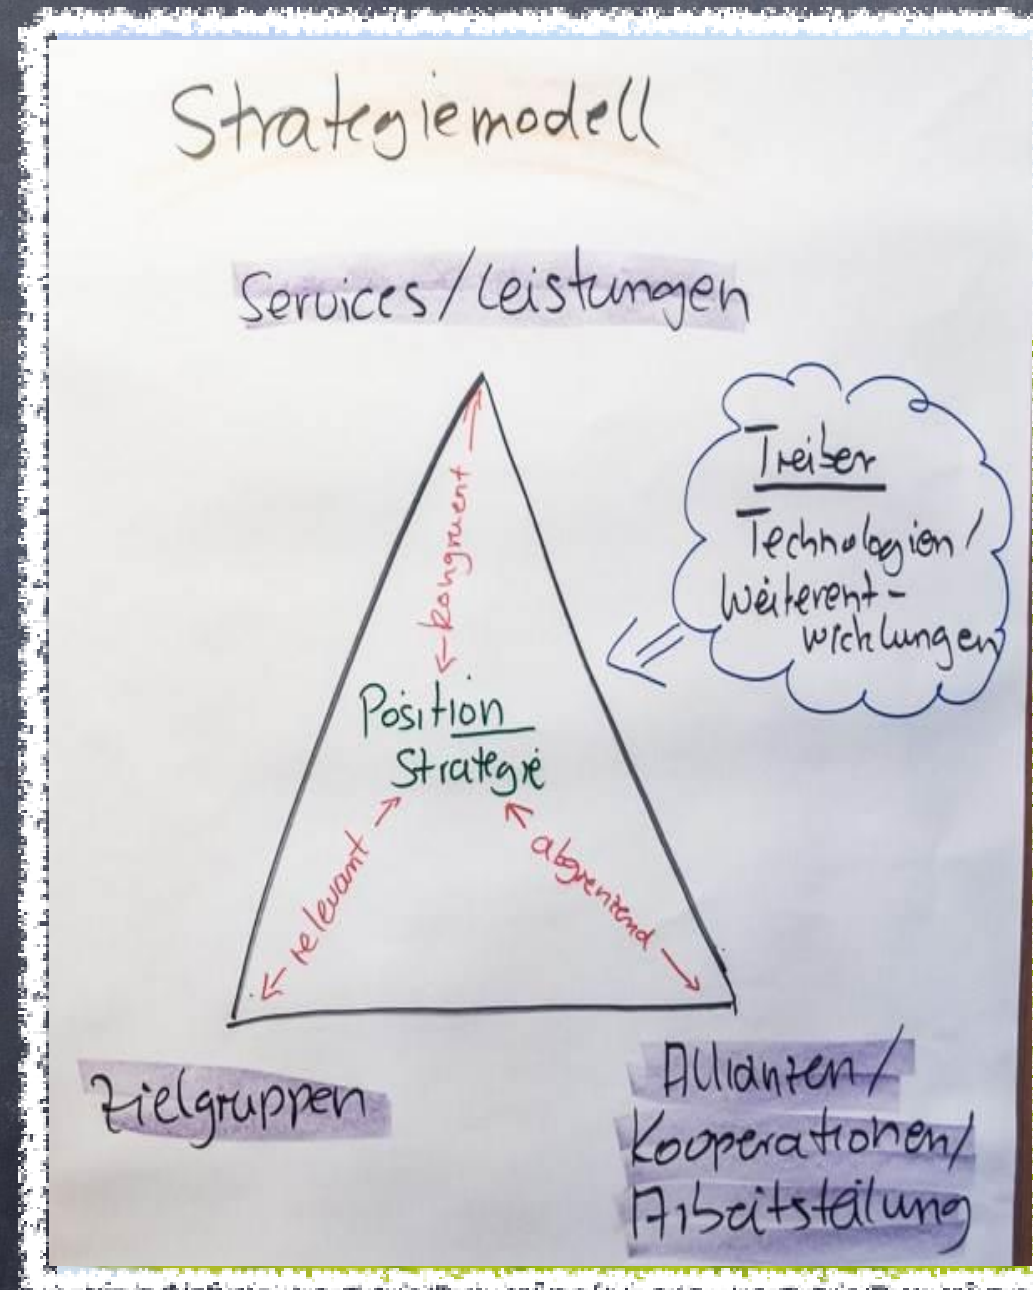 Strategiemodell
Services/Leistungen
Treiber
Technologien/
Weiterent-
wicklungen
kongruent
Position
Strategie
relevant
abgrenzend
Zielgruppen
Allianzen/
Kooperationen/
Arbeitsteilung